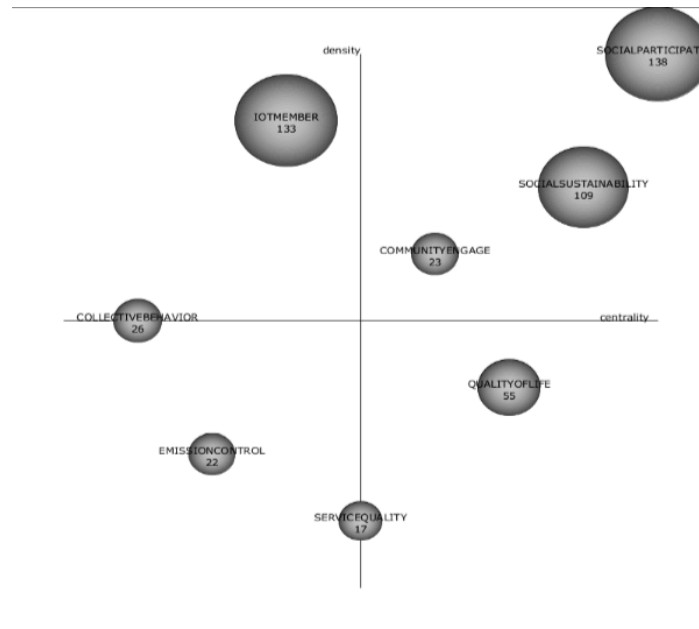 density
SOCIALPARTICIPAT
138
IOTMEMBER
133
SOCIALSUSTAINABILITY
109
COMMUNITYENGAGE
23
COLLECTIVEBEHAVIOR
26
centrality
QUALITYOFLIFE
55
EMISSIONCONTROL
22
SERVICEQUALITY
17